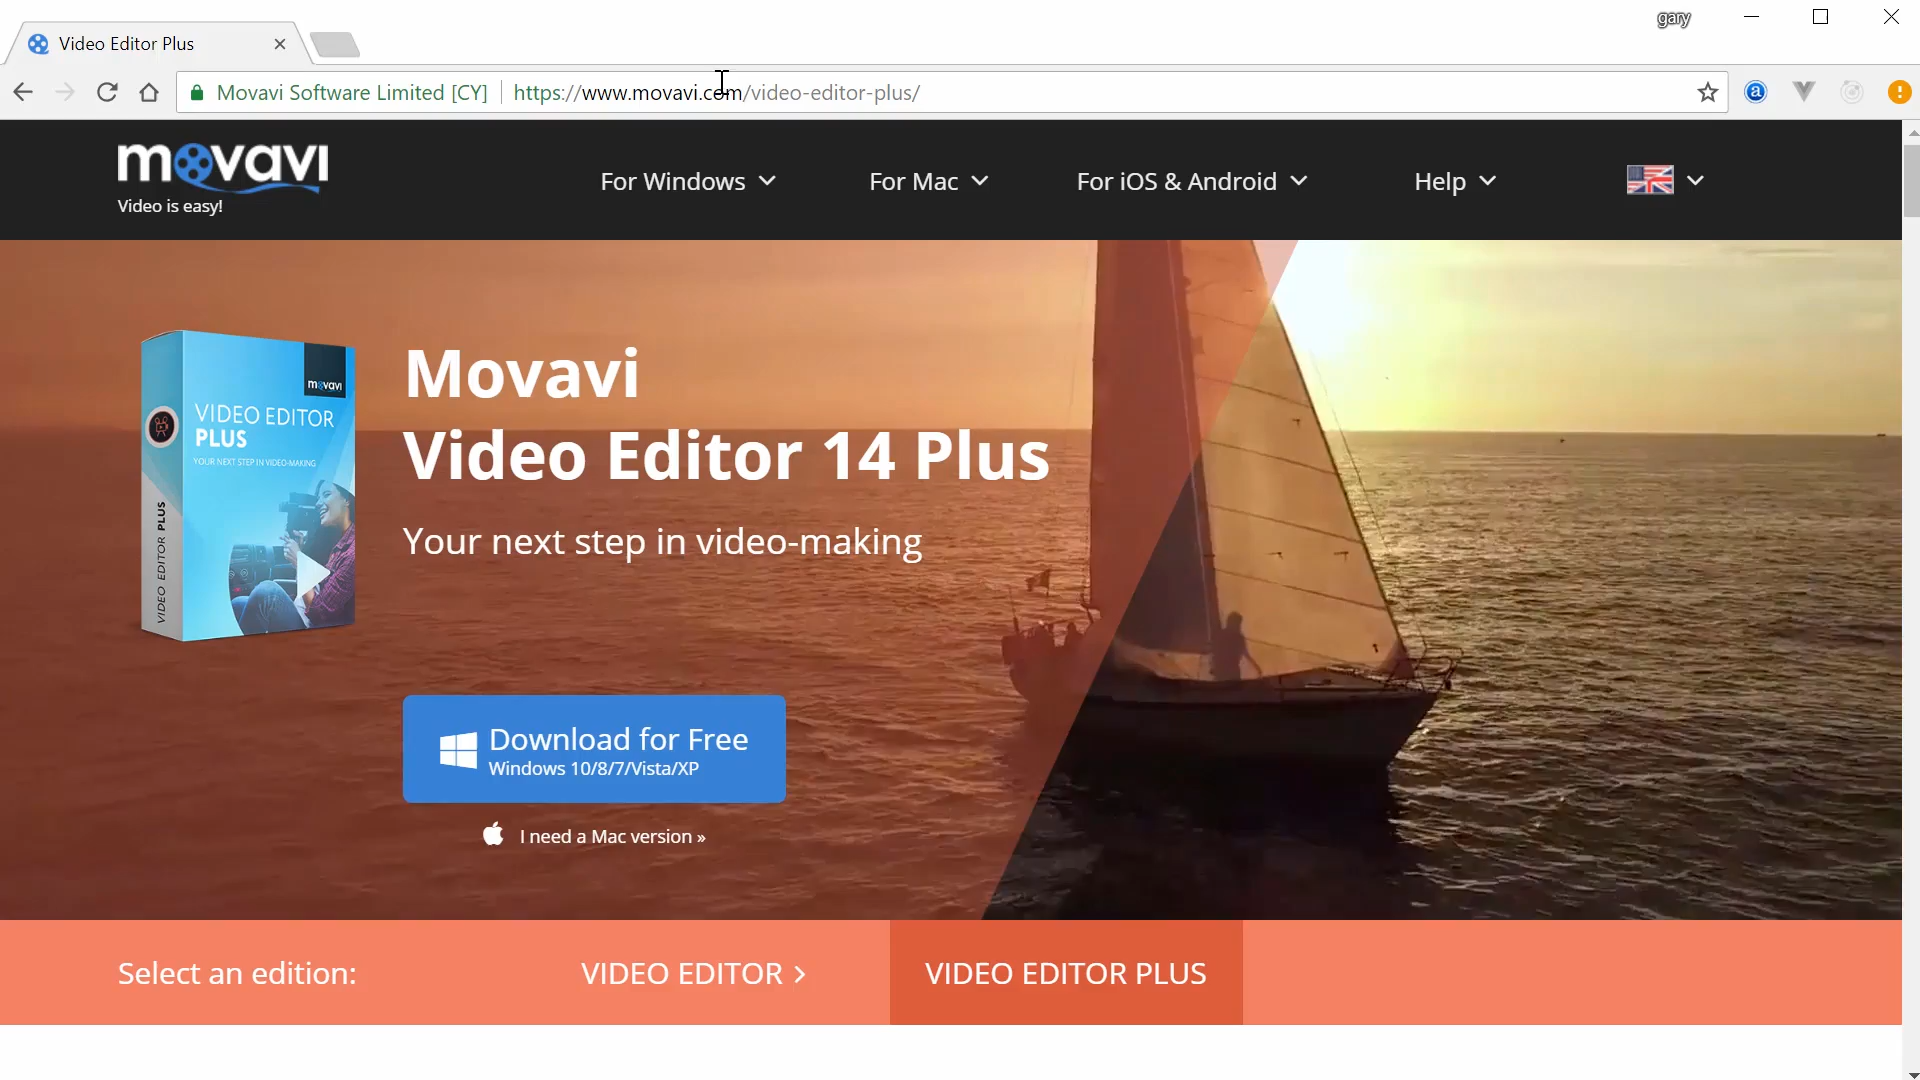 gary
Video Editor Plus
Movavi Software Limited [CY]
https://www.movavi.com/video-editor-plus/
movavi
Video is easy!
For Windows
For Mac
For iOS & Android
Help
movavi
VIDEO EDITOR
PLUS
YOUR NEXT STEP IN VIDEO-MAKING
VIDEO EDITOR PLUS
Movavi
Video Editor 14 Plus
Your next step in video-making
Download for Free
Windows 10/8/7/Vista/XP
I need a Mac version »
Select an edition:
VIDEO EDITOR >
VIDEO EDITOR PLUS